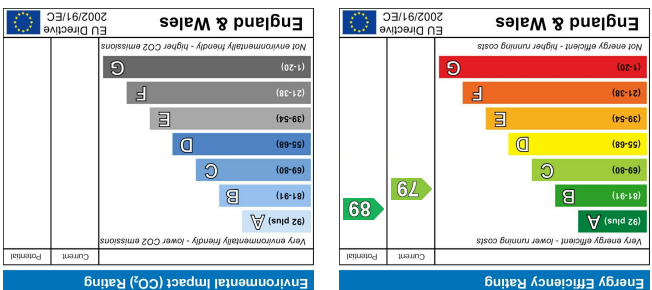 Energy Efficiency Rating
Current
Potential
Very energy efficient - lower running costs
(92 plus) A
(81-91) B
(69-80) C
(55-68) D
(39-54) E
(21-38) F
(1-20) G
79
89
Not energy efficient - higher running costs
England & Wales
EU Directive
2002/91/EC
Environmental Impact (CO₂) Rating
Current
Potential
Very environmentally friendly - lower CO2 emissions
(92 plus) A
(81-91) B
(69-80) C
(55-68) D
(39-54) E
(21-38) F
(1-20) G
Not environmentally friendly - higher CO2 emissions
England & Wales
EU Directive
2002/91/EC